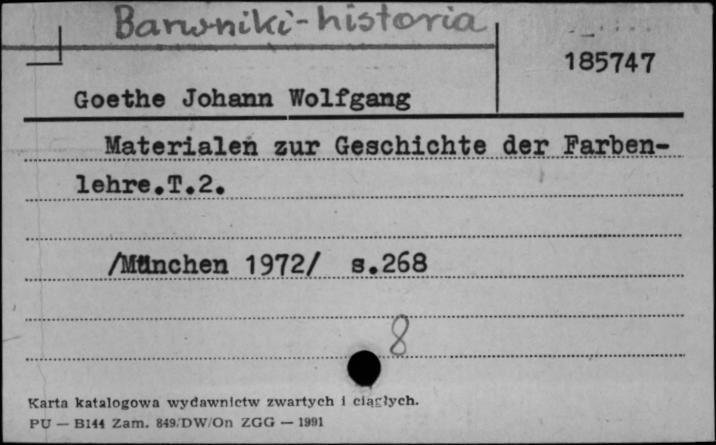 Barwniki-historia
185747
Goethe Johann Wolfgang
Materialen zur Geschichte der Farben-
lehre.T.2.
/München 1972/ s.268
8
Karta katalogowa wydawnictw zwartych i ciągłych.
PU — B144 Zam. 849/DW/On ZGG — 1991